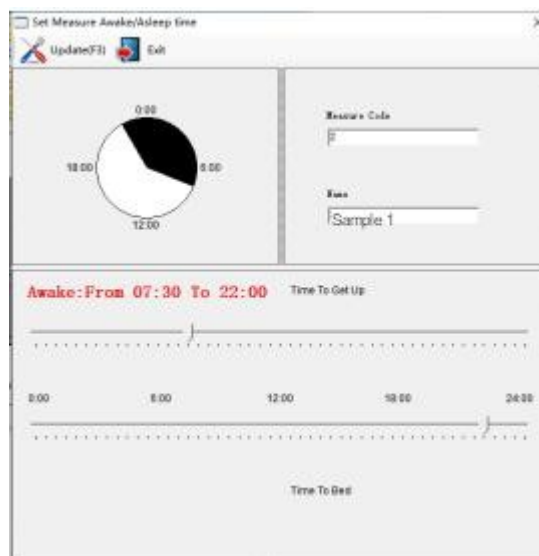 Set Measure Awake/Asleep time
Update(F3) Exit
0:00
18:00 6:00
12:00
Measure Code
Name
Sample 1
Awake:From 07:30 To 22:00 Time To Get Up
0:00 6:00 12:00 18:00 24:00
Time To Bed